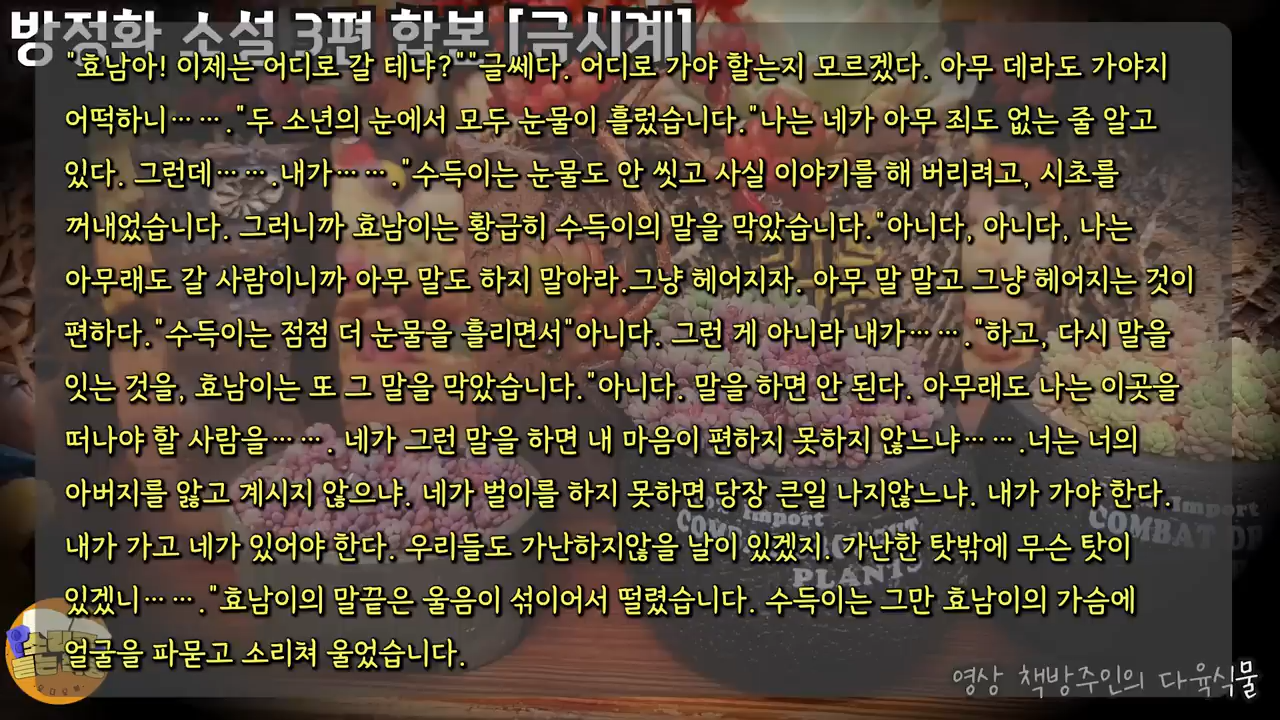 방정환 소설 3편 합본 [금시계]
"효남아! 이제는 어디로 갈 테냐?""글쎄다. 어디로 가야 할는지 모르겠다. 아무 데라도 가야지
어떡하니⋯⋯."두 소년의 눈에서 모두 눈물이 흘렀습니다."나는 네가 아무 죄도 없는 줄 알고
있다. 그런데⋯⋯.내가⋯⋯."수득이는 눈물도 안 씻고 사실 이야기를 해 버리려고, 시초를
꺼내었습니다. 그러니까 효남이는 황급히 수득이의 말을 막았습니다."아니다, 아니다, 나는
아무래도 갈 사람이니까 아무 말도 하지 말아라.그냥 헤어지자. 아무 말 말고 그냥 헤어지는 것이
편하다."수득이는 점점 더 눈물을 흘리면서"아니다. 그런 게 아니라 내가⋯⋯."하고, 다시 말을
잇는 것을, 효남이는 또 그 말을 막았습니다."아니다. 말을 하면 안 된다. 아무래도 나는 이곳을
떠나야 할 사람을⋯⋯. 네가 그런 말을 하면 내 마음이 편하지 못하지 않느냐⋯⋯.너는 너의
아버지를 앓고 계시지 않으냐. 네가 벌이를 하지 못하면 당장 큰일 나지않느냐. 내가 가야 한다.
내가 가고 네가 있어야 한다. 우리들도 가난하지않을 날이 있겠지. 가난한 탓밖에 무슨 탓이
있겠니⋯⋯."효남이의 말끝은 울음이 섞이어서 떨렸습니다. 수득이는 그만 효남이의 가슴에
얼굴을 파묻고 소리쳐 울었습니다.
Import
COMBAT
PLANTS
Import
COMBAT
영상 책방주인의 다육식물